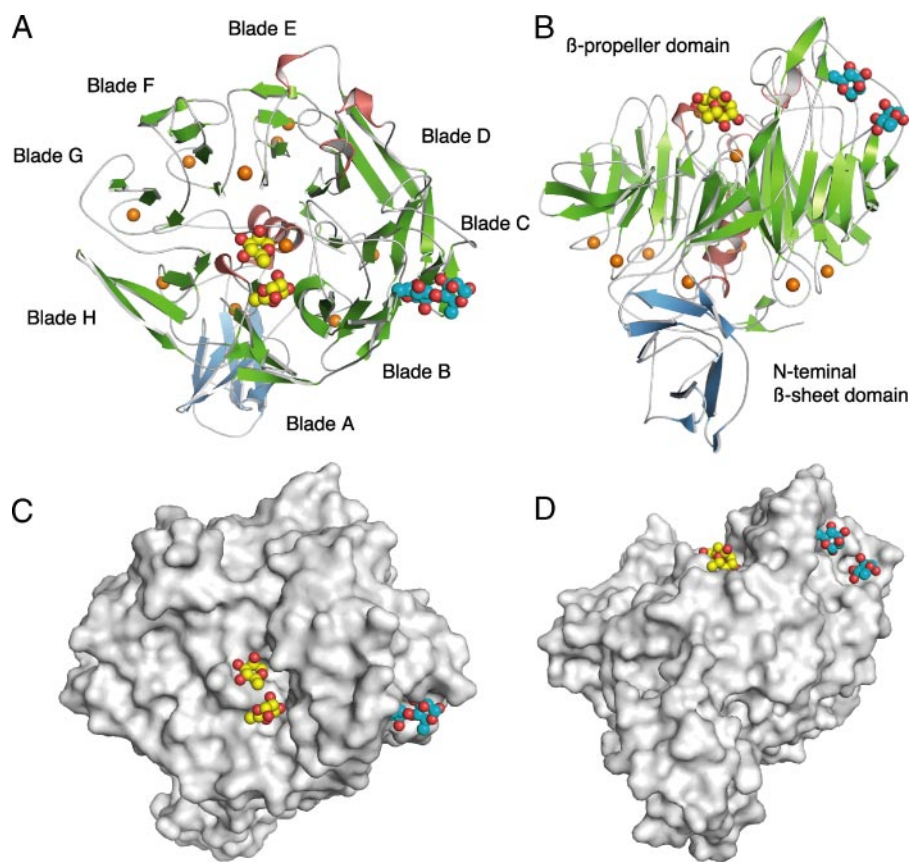 A
Blade E
B
Blade F
ß-propeller domain
Blade G
Blade D
Blade C
Blade H
Blade B
N-teminal
ß-sheet domain
Blade A
C
D